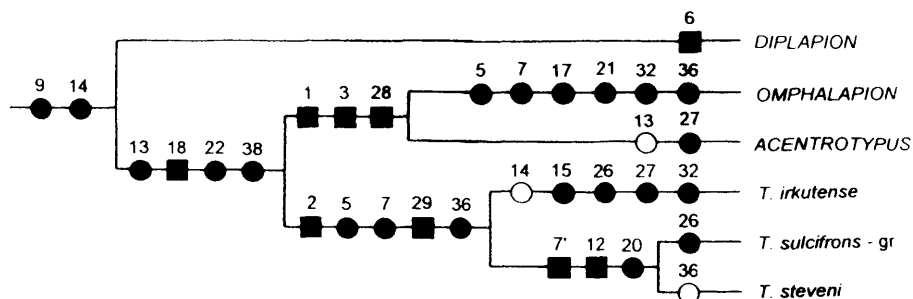 6
DIPLAPION
9 14
5 7 17 21 32 36
1 3 28
OMPHALAPION
13 27
13 18 22 38
ACENTROTYPUS
14 15 26 27 32
T. irkutense
2 5 7 29 36
26
7' 12 20
T. sulcifrons - gr
36
T. steveni